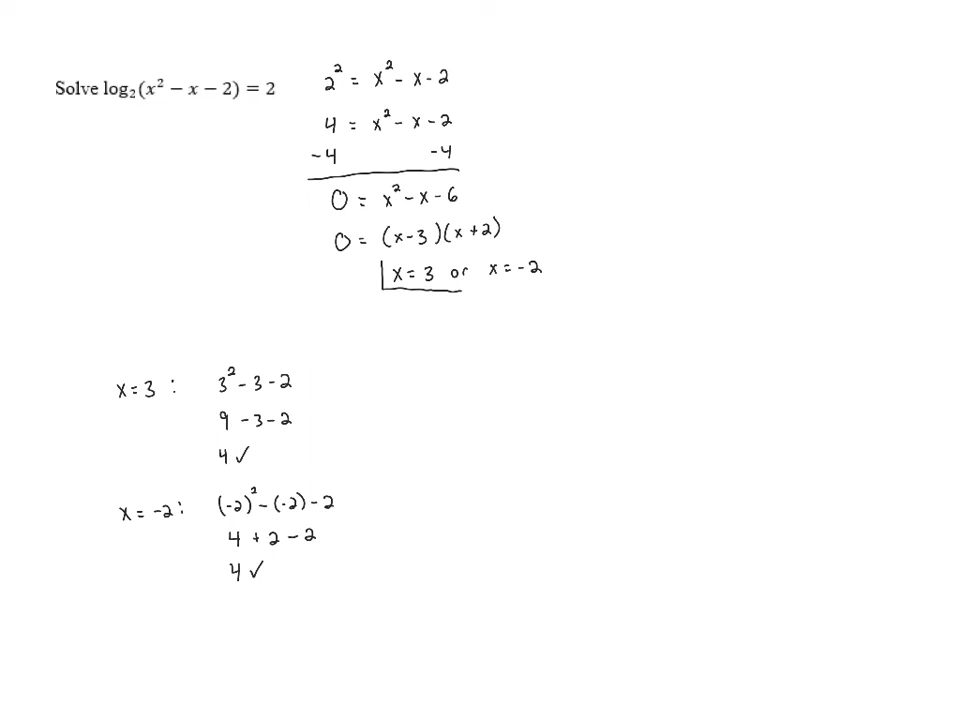 Solve log₂(x² − x − 2) = 2
2² = x² - x - 2
4 = x² - x - 2
-4 -4
0 = x² - x - 6
0 = (x-3)(x+2)
x = 3 or x = -2
x = 3 : 3² - 3 - 2
9 - 3 - 2
4 ✓
x = -2 : (-2)² - (-2) - 2
4 + 2 - 2
4 ✓